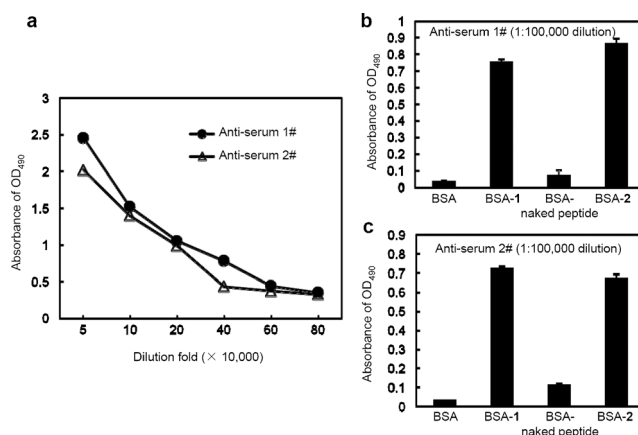 a
Absorbance of OD490
3
2.5
2
1.5
1
0.5
0
Anti-serum 1#
Anti-serum 2#
5 10 20 40 60 80
Dilution fold (× 10,000)
b
Anti-serum 1# (1:100,000 dilution)
Absorbance of OD490
1
0.9
0.8
0.7
0.6
0.5
0.4
0.3
0.2
0.1
0
BSA BSA-1 BSA- BSA-2
naked peptide
c
Anti-serum 2# (1:100,000 dilution)
Absorbance of OD490
0.9
0.8
0.7
0.6
0.5
0.4
0.3
0.2
0.1
0
BSA BSA-1 BSA- BSA-2
naked peptide